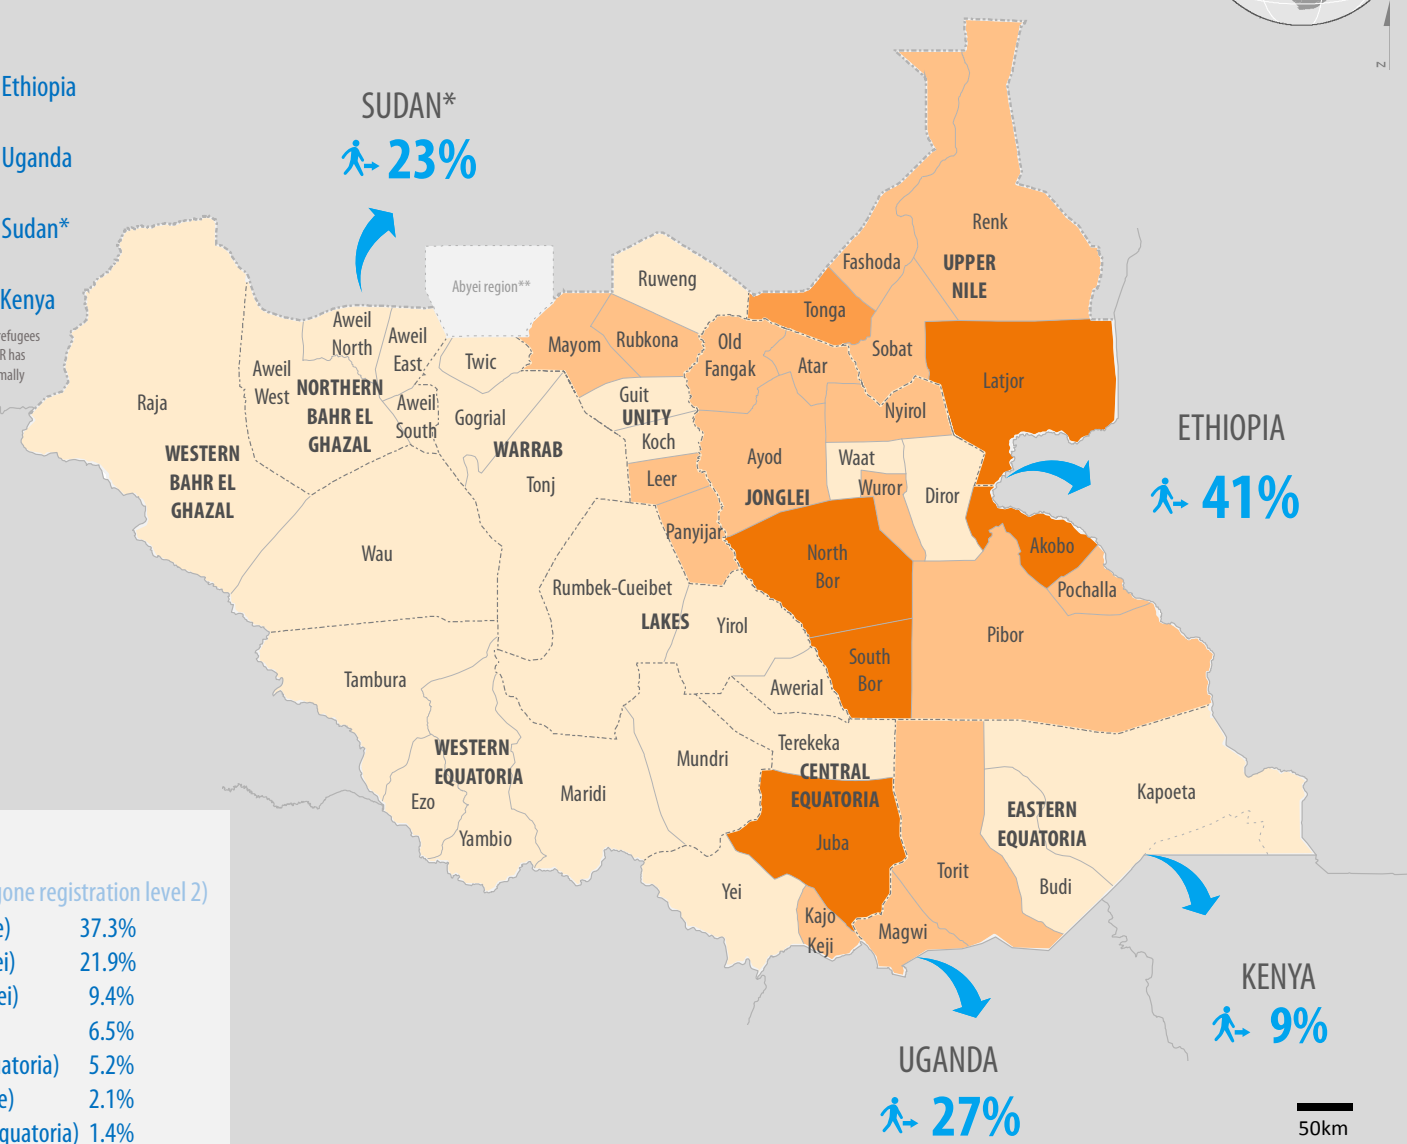 Ethiopia
Uganda
Sudan*
Kenya
refugees
R has
mally
SUDAN*
23%
Abyei region**
Ruweng
Renk
UPPER
NILE
Fashoda
Tonga
Sobat
Latjor
Mayom
Rubkona
Old
Fangak
Atar
Nyirol
Aweil
North
Aweil
East
Twic
Aweil
West
NORTHERN
BAHR EL
GHAZAL
Aweil
South
Gogrial
WARRAB
Tonj
Guit
UNITY
Koch
Leer
Panyijar
Ayod
JONGLEI
Waat
Wuror
Diror
Akobo
Pochalla
Pibor
North
Bor
South
Bor
Raja
WESTERN
BAHR EL
GHAZAL
Wau
Rumbek-Cueibet
LAKES
Yirol
Awerial
Tambura
WESTERN
EQUATORIA
Ezo
Yambio
Maridi
Mundri
Terekeka
CENTRAL
EQUATORIA
Juba
Yei
Kajo
Keji
Magwi
Torit
EASTERN
EQUATORIA
Budi
Kapoeta
ETHIOPIA
41%
KENYA
9%
UGANDA
27%
50km
N
gone registration level 2)
e) 37.3%
ei) 21.9%
ei) 9.4%
6.5%
uatoria) 5.2%
e) 2.1%
quatoria) 1.4%